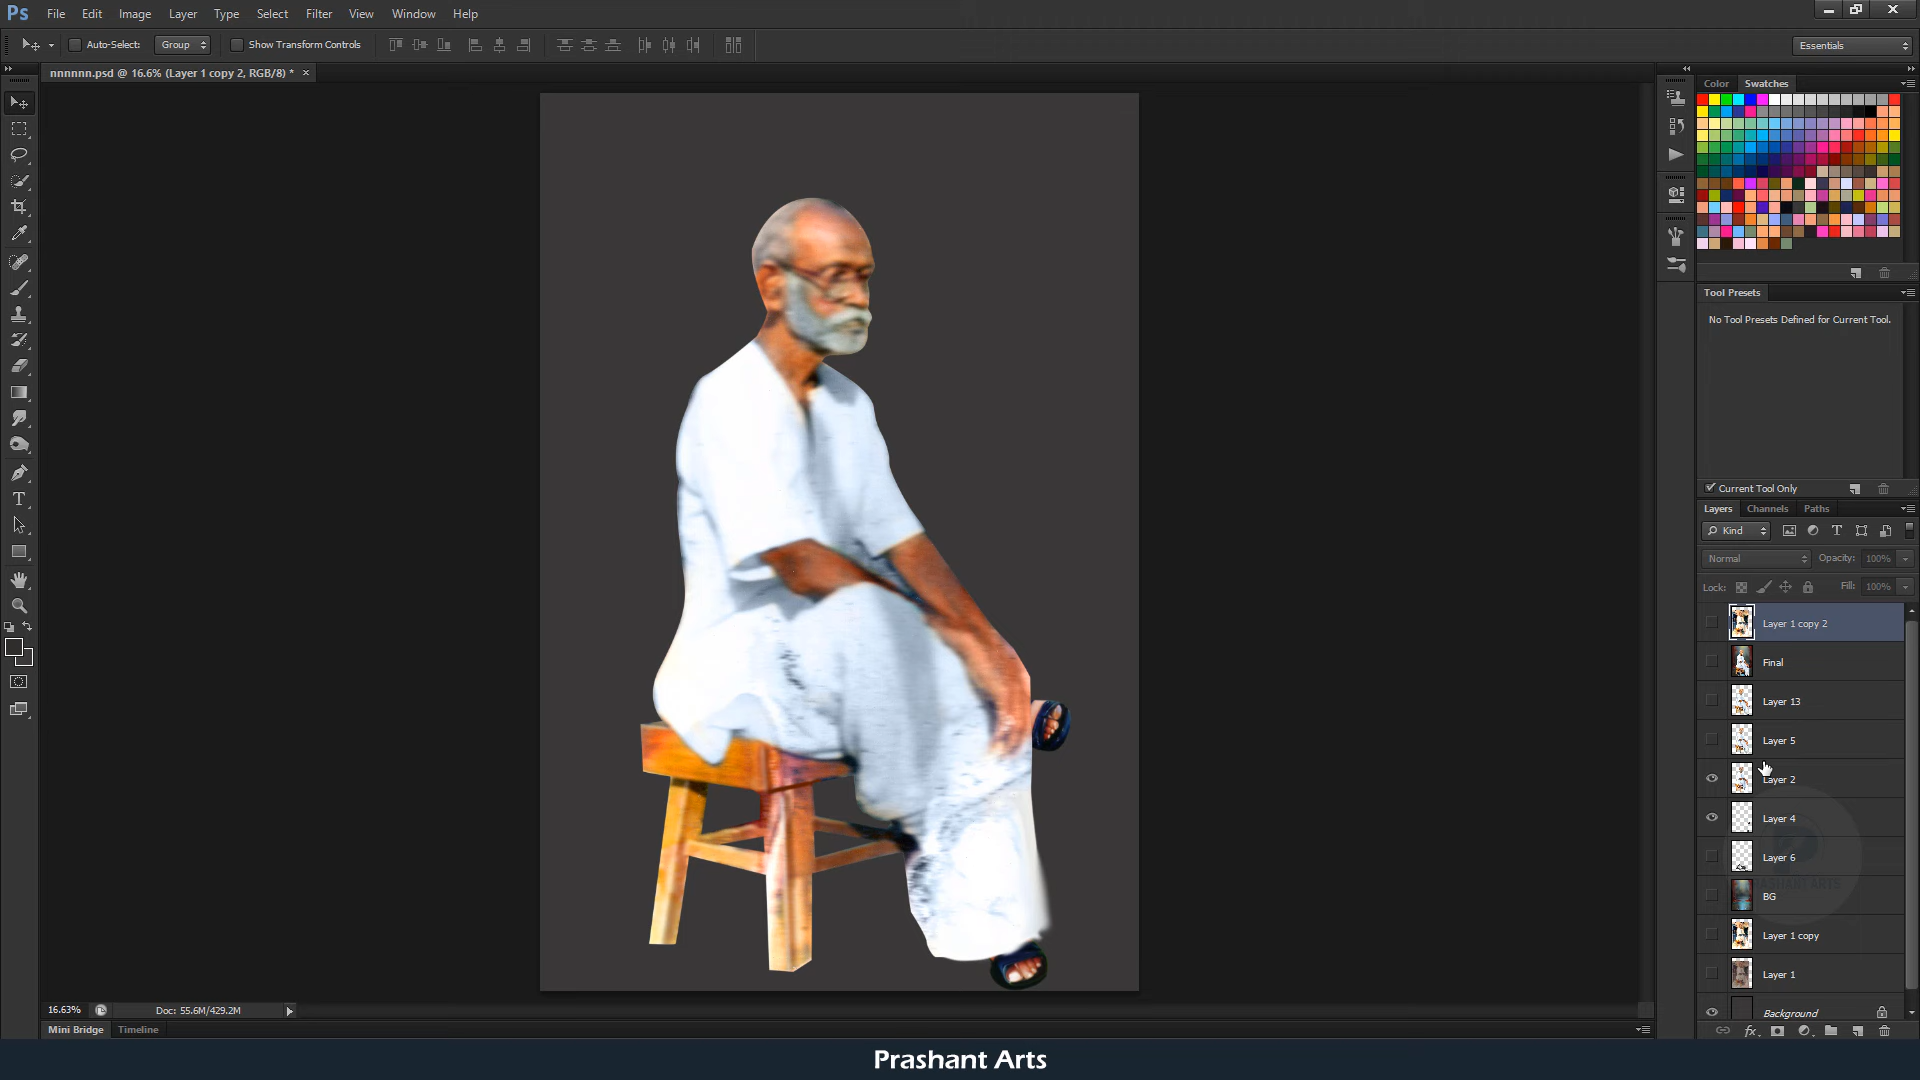 Ps File Edit Image Layer Type Select Filter View Window Help
Auto-Select: Group Show Transform Controls Essentials
nnnnnn.psd @ 16.6% (Layer 1 copy 2, RGB/8) * ×
Color Swatches
Tool Presets
No Tool Presets Defined for Current Tool.
Current Tool Only
Layers Channels Paths
Kind
Normal Opacity: 100%
Lock: Fill: 100%
Layer 1 copy 2
Final
Layer 13
Layer 5
Layer 2
Layer 4
Layer 6
BG
Layer 1 copy
Layer 1
Background
16.63% Doc: 55.6M/429.2M
Mini Bridge Timeline
Prashant Arts